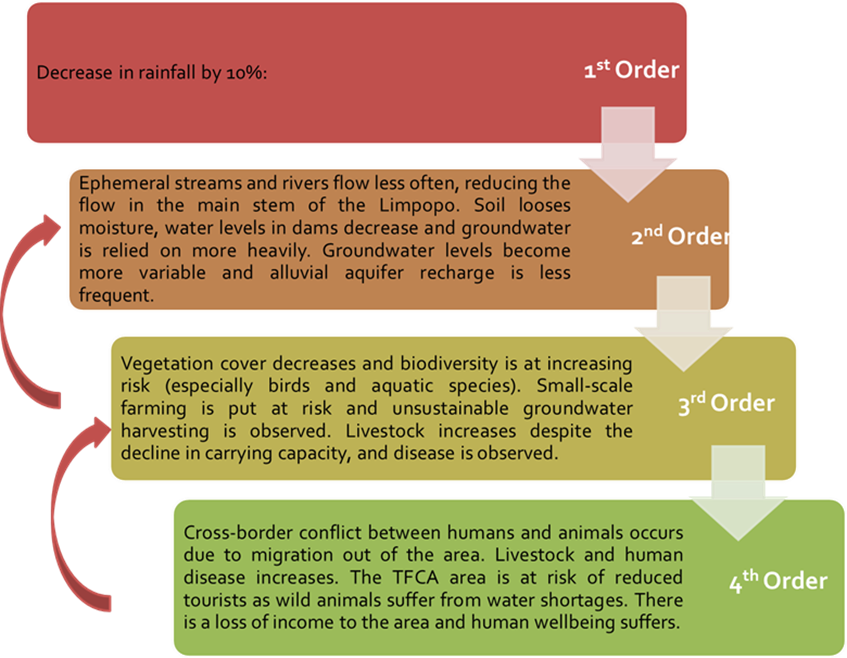 Decrease in rainfall by 10%:
1st Order
Ephemeral streams and rivers flow less often, reducing the
flow in the main stem of the Limpopo. Soil looses
moisture, water levels in dams decrease and groundwater
is relied on more heavily. Groundwater levels become
more variable and alluvial aquifer recharge is less
frequent.
2nd Order
Vegetation cover decreases and biodiversity is at increasing
risk (especially birds and aquatic species). Small-scale
farming is put at risk and unsustainable groundwater
harvesting is observed. Livestock increases despite the
decline in carrying capacity, and disease is observed.
3rd Order
Cross-border conflict between humans and animals occurs
due to migration out of the area. Livestock and human
disease increases. The TFCA area is at risk of reduced
tourists as wild animals suffer from water shortages. There
is a loss of income to the area and human wellbeing suffers.
4th Order